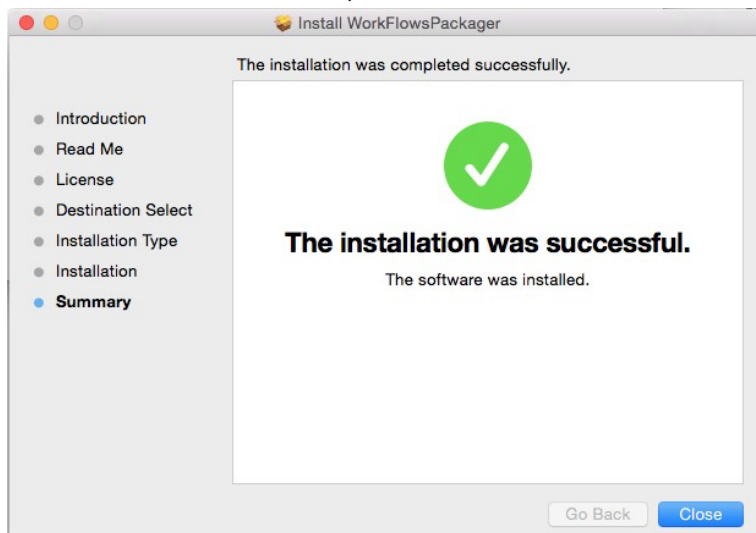 Install WorkFlowsPackager
The installation was completed successfully.
Introduction
Read Me
License
Destination Select
Installation Type
Installation
Summary
The installation was successful.
The software was installed.
Go Back
Close